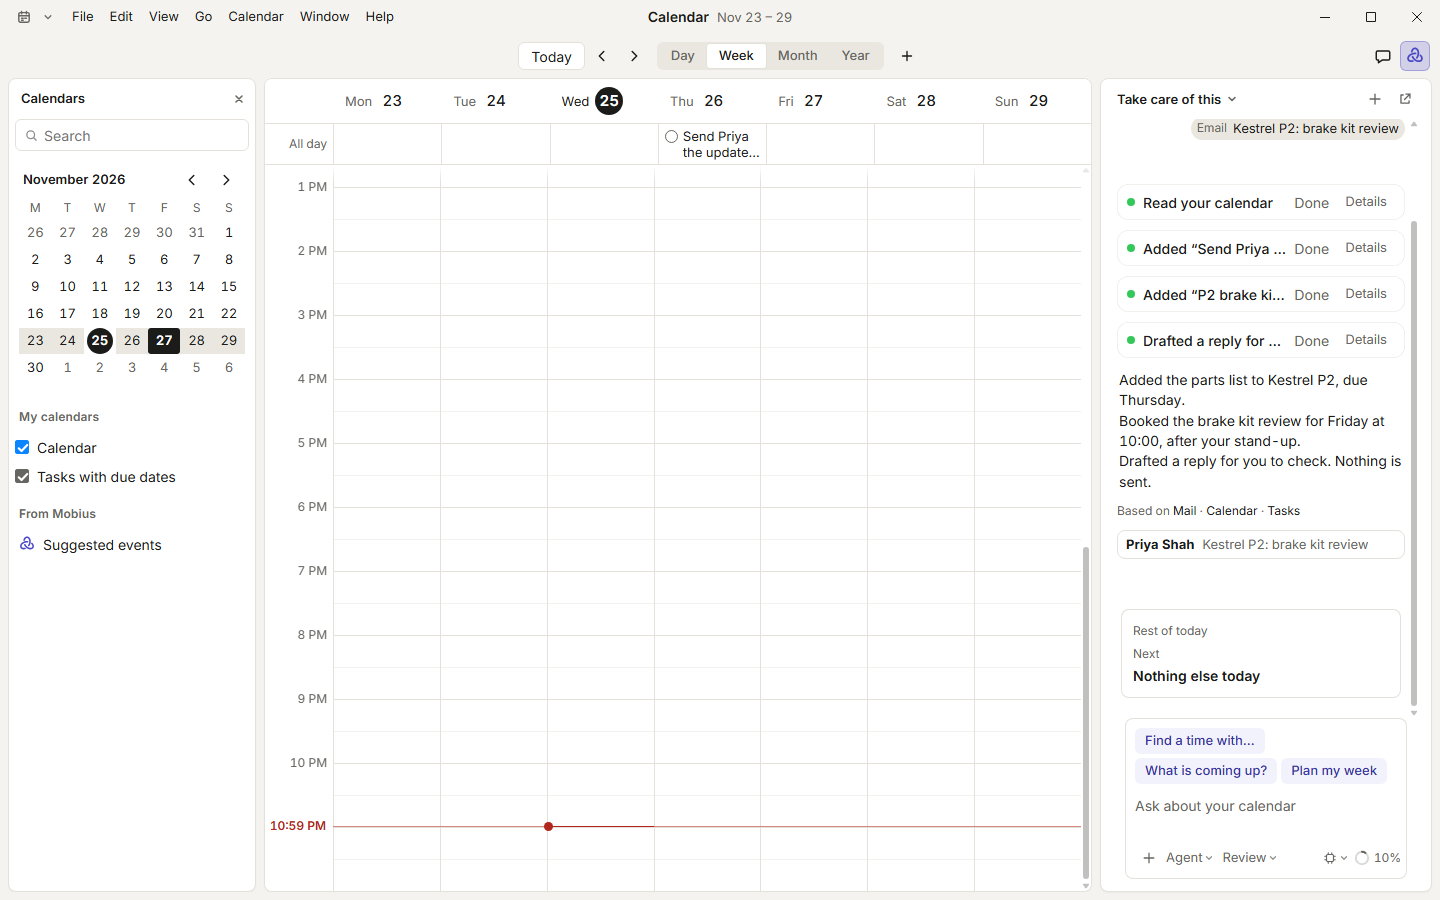 File Edit View Go Calendar Window Help
Calendar Nov 23 – 29
Today
Day Week Month Year
Calendars
Search
November 2026
M T W T F S S
26 27 28 29 30 31 1
2 3 4 5 6 7 8
9 10 11 12 13 14 15
16 17 18 19 20 21 22
23 24 25 26 27 28 29
30 1 2 3 4 5 6
My calendars
Calendar
Tasks with due dates
From Mobius
Suggested events
Mon 23 Tue 24 Wed 25 Thu 26 Fri 27 Sat 28 Sun 29
All day
Send Priya
the update...
1 PM
2 PM
3 PM
4 PM
5 PM
6 PM
7 PM
8 PM
9 PM
10 PM
10:59 PM
Take care of this
Email Kestrel P2: brake kit review
Read your calendar Done Details
Added “Send Priya ... Done Details
Added “P2 brake ki... Done Details
Drafted a reply for ... Done Details
Added the parts list to Kestrel P2, due
Thursday.
Booked the brake kit review for Friday at
10:00, after your stand-up.
Drafted a reply for you to check. Nothing is
sent.
Based on Mail · Calendar · Tasks
Priya Shah Kestrel P2: brake kit review
Rest of today
Next
Nothing else today
Find a time with...
What is coming up? Plan my week
Ask about your calendar
Agent Review 10%